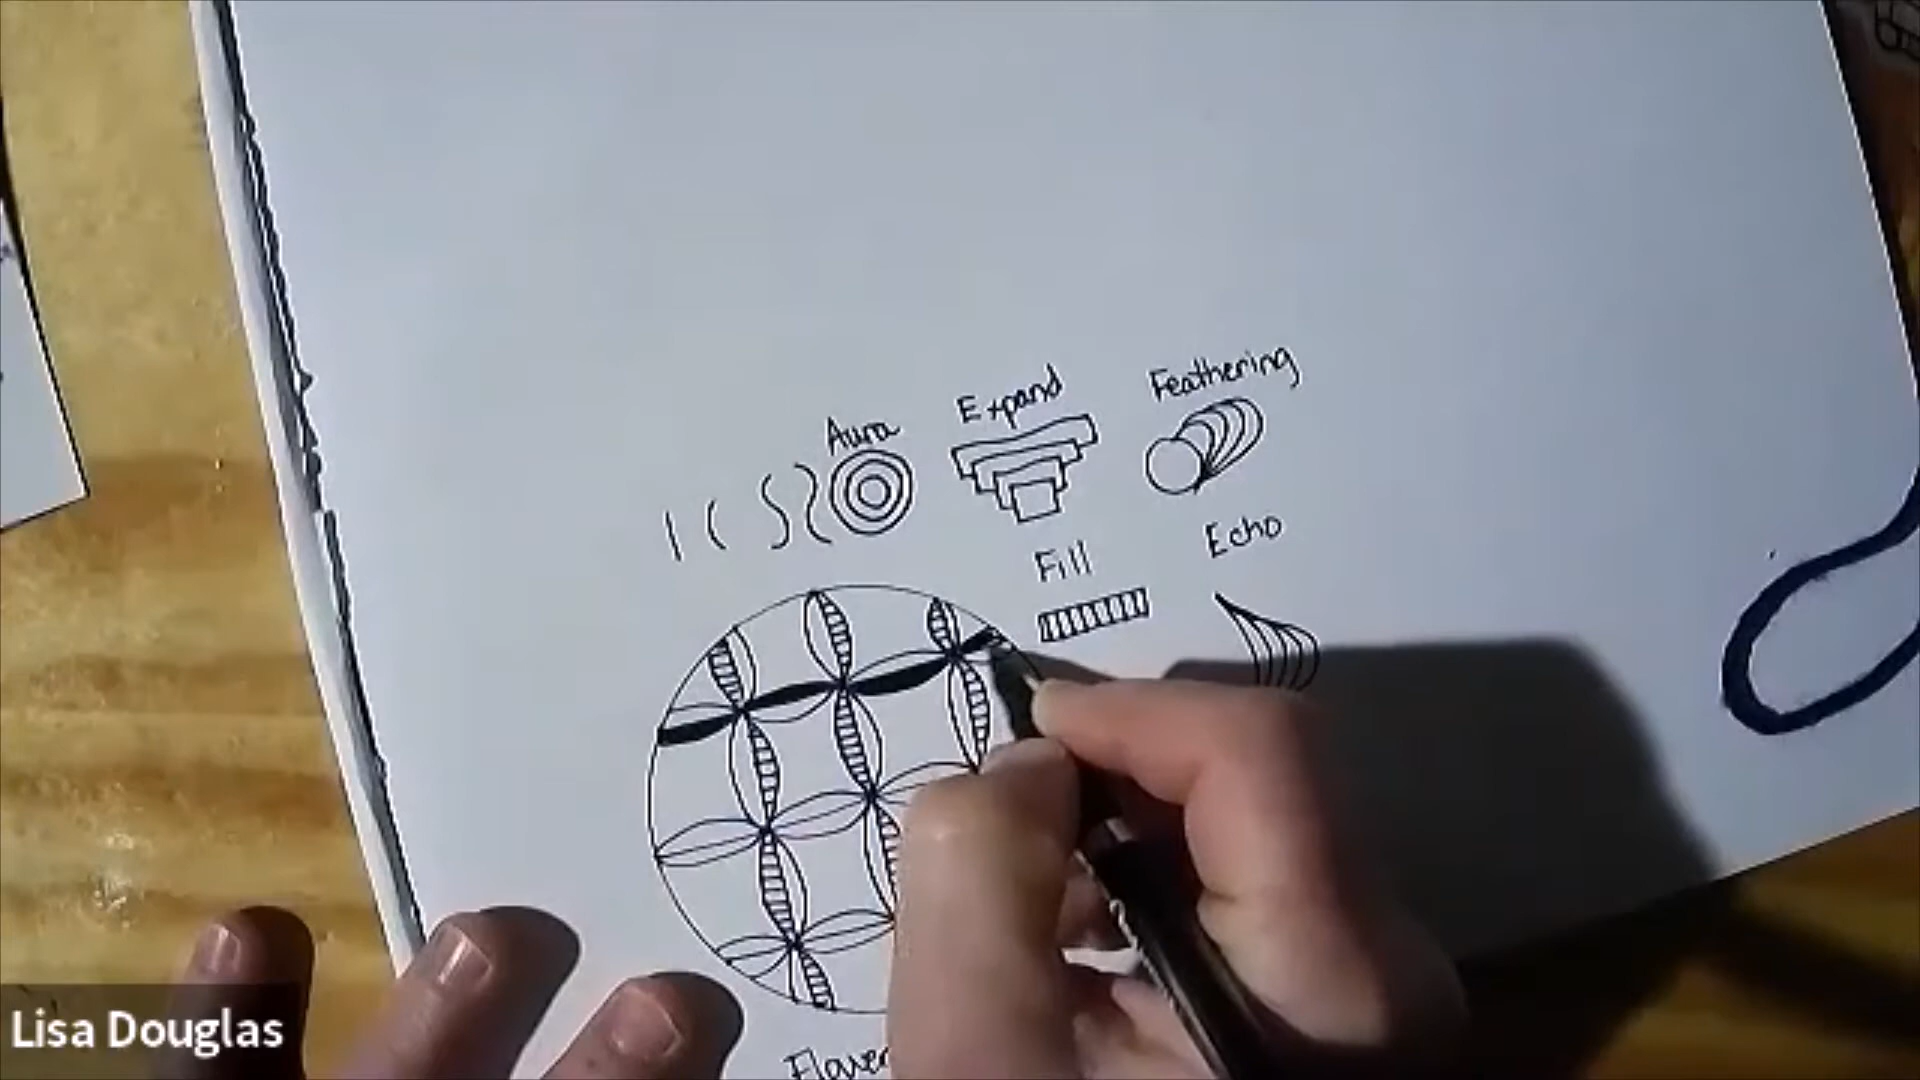 Feathering
Expand
Aura
Echo
Fill
Lisa Douglas